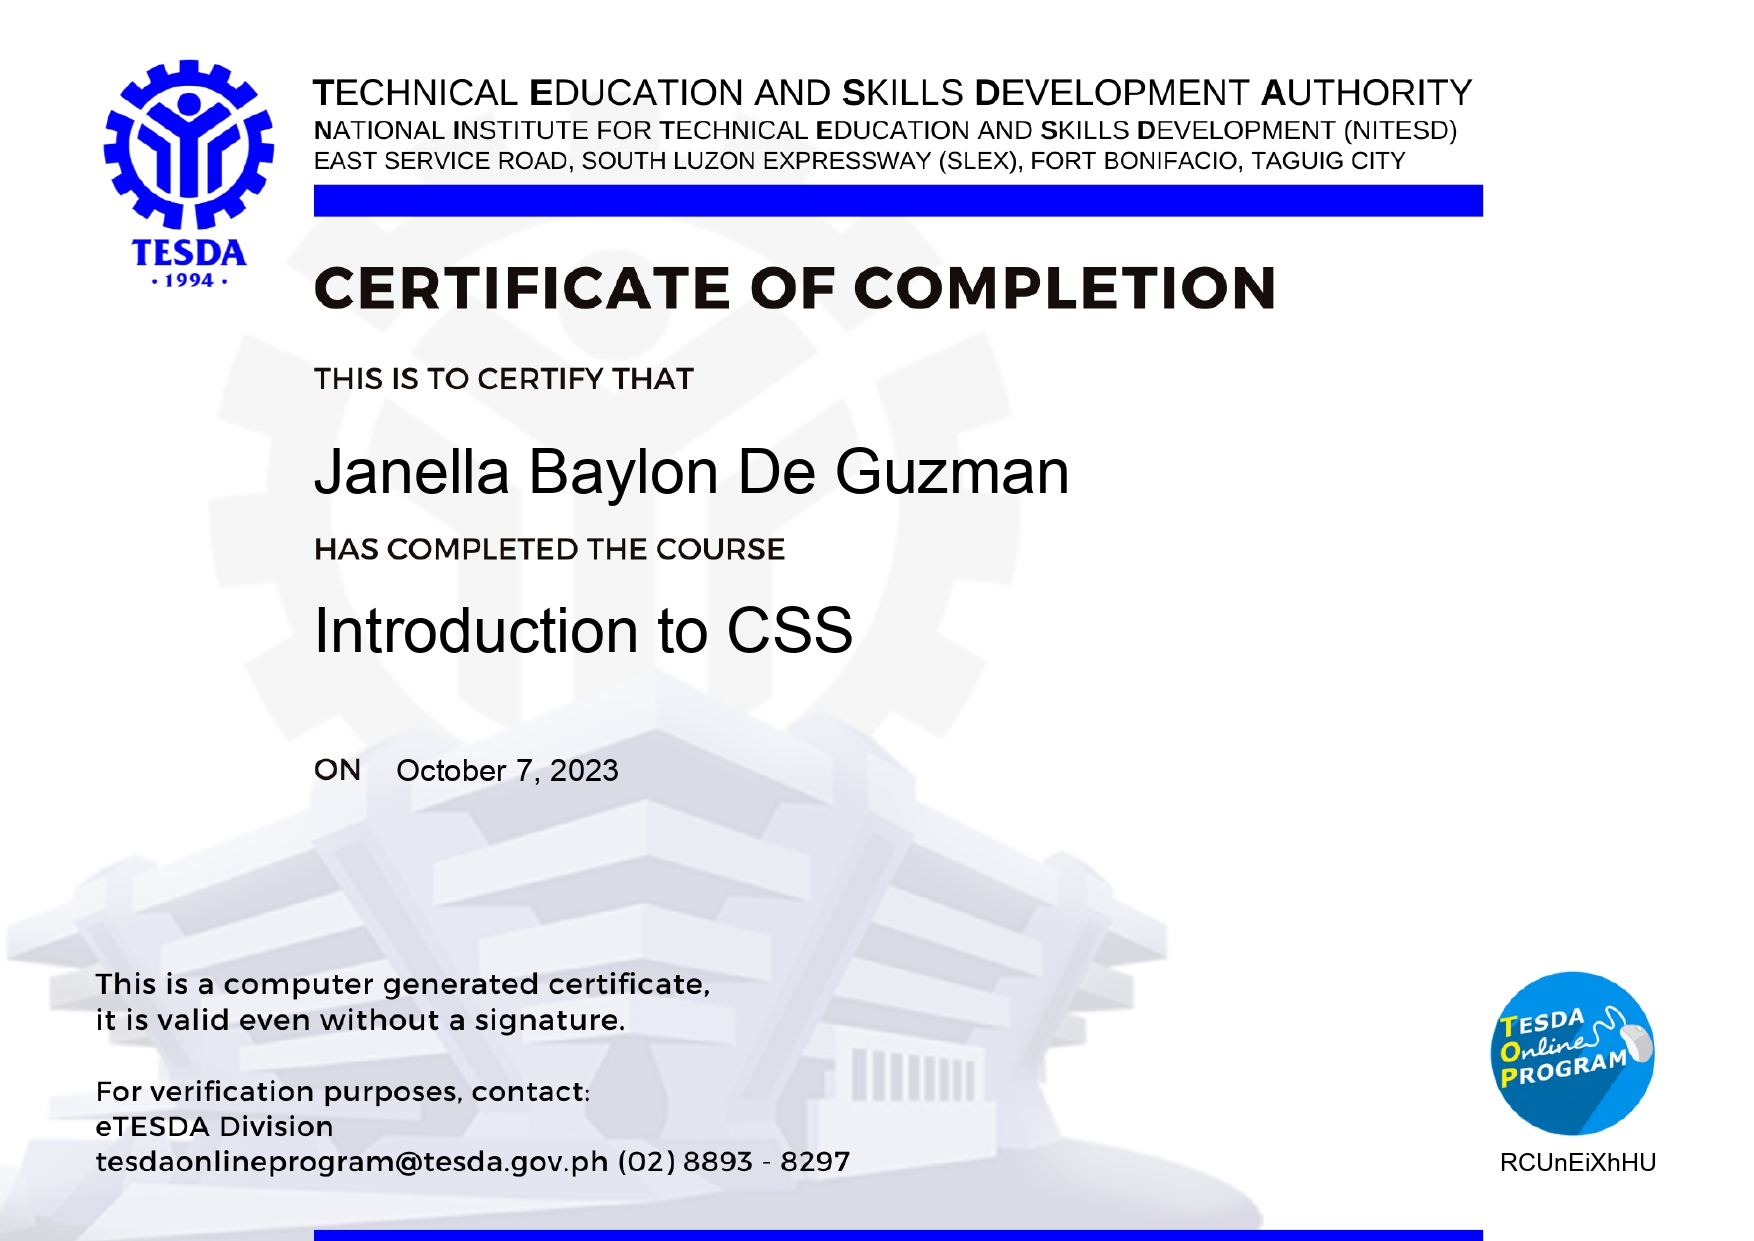 TECHNICAL EDUCATION AND SKILLS DEVELOPMENT AUTHORITY
NATIONAL INSTITUTE FOR TECHNICAL EDUCATION AND SKILLS DEVELOPMENT (NITESD)
EAST SERVICE ROAD, SOUTH LUZON EXPRESSWAY (SLEX), FORT BONIFACIO, TAGUIG CITY
TESDA
· 1994 ·
CERTIFICATE OF COMPLETION
THIS IS TO CERTIFY THAT
Janella Baylon De Guzman
HAS COMPLETED THE COURSE
Introduction to CSS
ON October 7, 2023
This is a computer generated certificate,
it is valid even without a signature.
For verification purposes, contact:
eTESDA Division
tesdaonlineprogram@tesda.gov.ph (02) 8893 - 8297
TESDA
Online
PROGRAM
RCUnEiXhHU